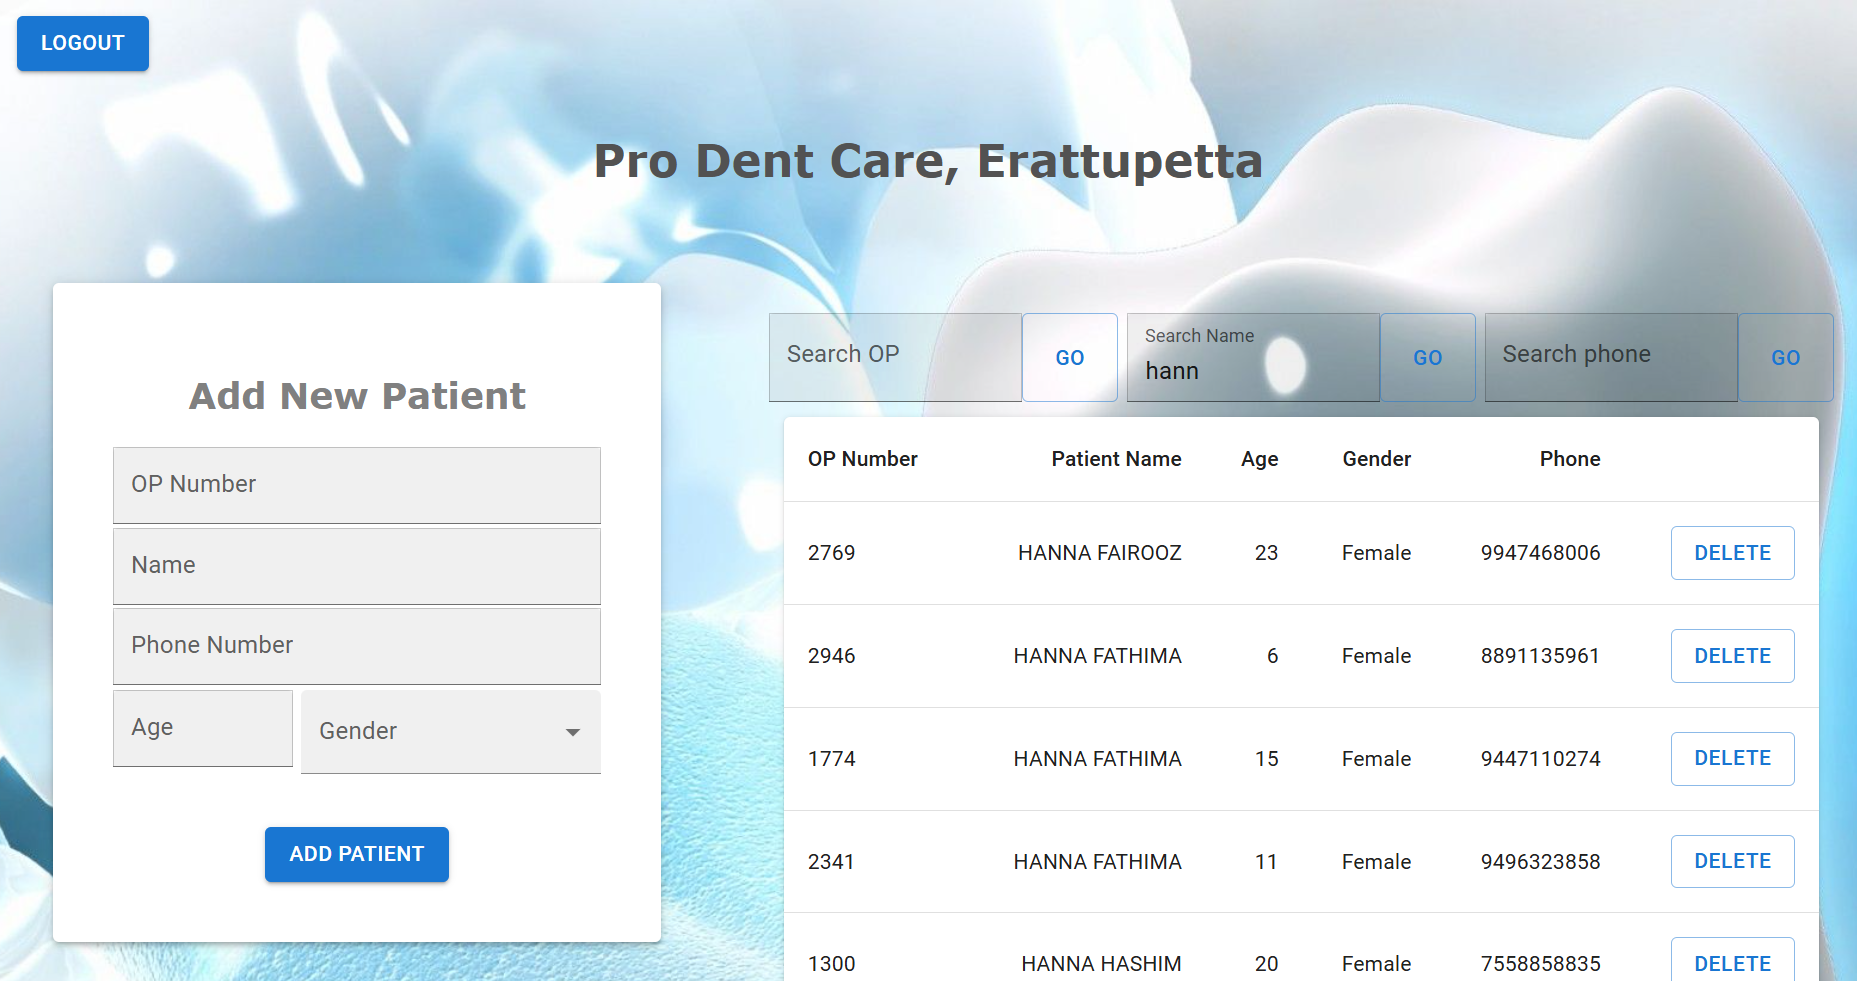 LOGOUT
Pro Dent Care, Erattupetta
Add New Patient
OP Number
Name
Phone Number
Age
Gender
ADD PATIENT
Search OP
GO
Search Name
hann
GO
Search phone
GO
OP Number Patient Name Age Gender Phone
2769 HANNA FAIROOZ 23 Female 9947468006 DELETE
2946 HANNA FATHIMA 6 Female 8891135961 DELETE
1774 HANNA FATHIMA 15 Female 9447110274 DELETE
2341 HANNA FATHIMA 11 Female 9496323858 DELETE
1300 HANNA HASHIM 20 Female 7558858835 DELETE